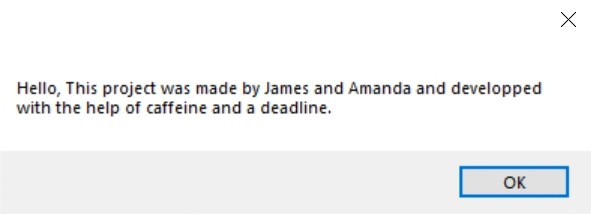 Hello, This project was made by James and Amanda and developped
with the help of caffeine and a deadline.
OK